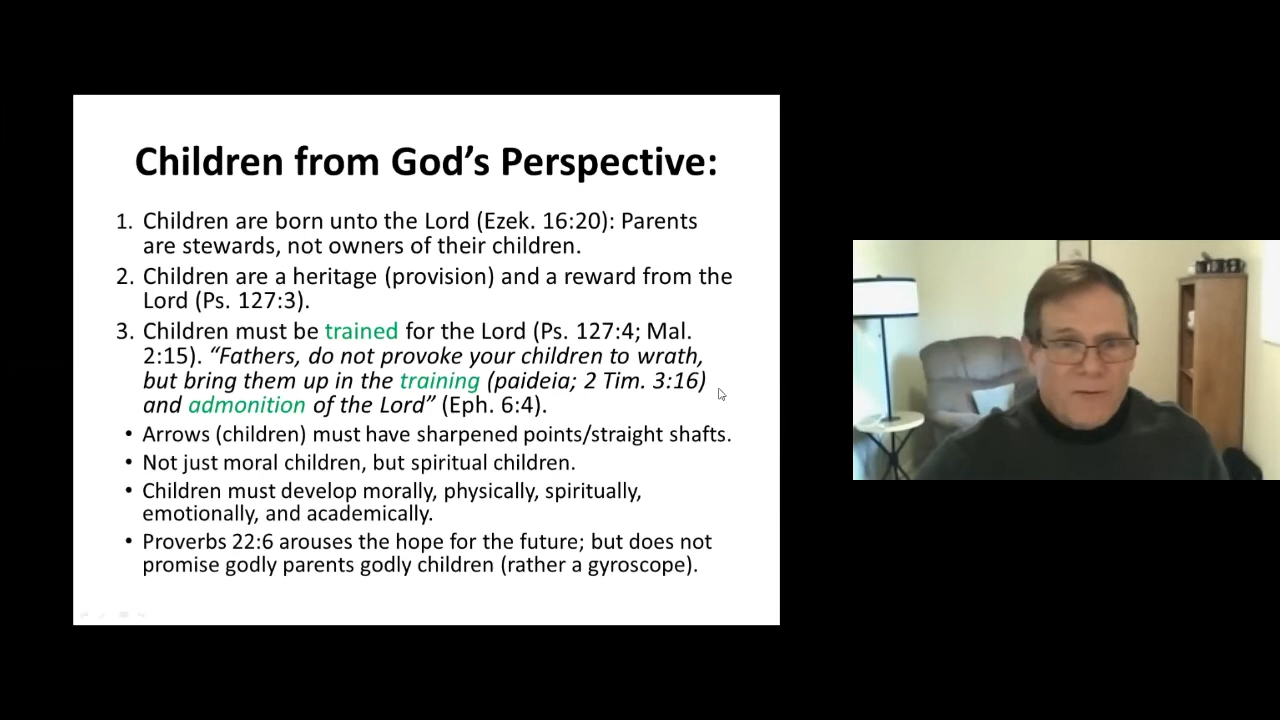 Children from God’s Perspective:
1. Children are born unto the Lord (Ezek. 16:20): Parents
are stewards, not owners of their children.
2. Children are a heritage (provision) and a reward from the
Lord (Ps. 127:3).
3. Children must be trained for the Lord (Ps. 127:4; Mal.
2:15). “Fathers, do not provoke your children to wrath,
but bring them up in the training (paideia; 2 Tim. 3:16)
and admonition of the Lord” (Eph. 6:4).
• Arrows (children) must have sharpened points/straight shafts.
• Not just moral children, but spiritual children.
• Children must develop morally, physically, spiritually,
emotionally, and academically.
• Proverbs 22:6 arouses the hope for the future; but does not
promise godly parents godly children (rather a gyroscope).